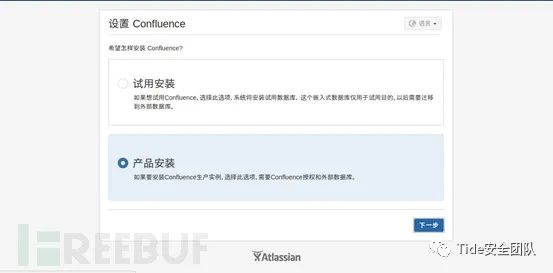 设置 Confluence
语言
希望怎样安装 Confluence?
试用安装
如果想试用Confluence, 选择此选项, 系统将安装试用数据库. 这个嵌入式数据库仅用于试用目的, 以后需要迁移
到外部数据库。
产品安装
如果要安装Confluence生产实例, 选择此选项, 需要Confluence授权和外部数据库。
下一步
FREEBUF
Atlassian
Tide安全团队